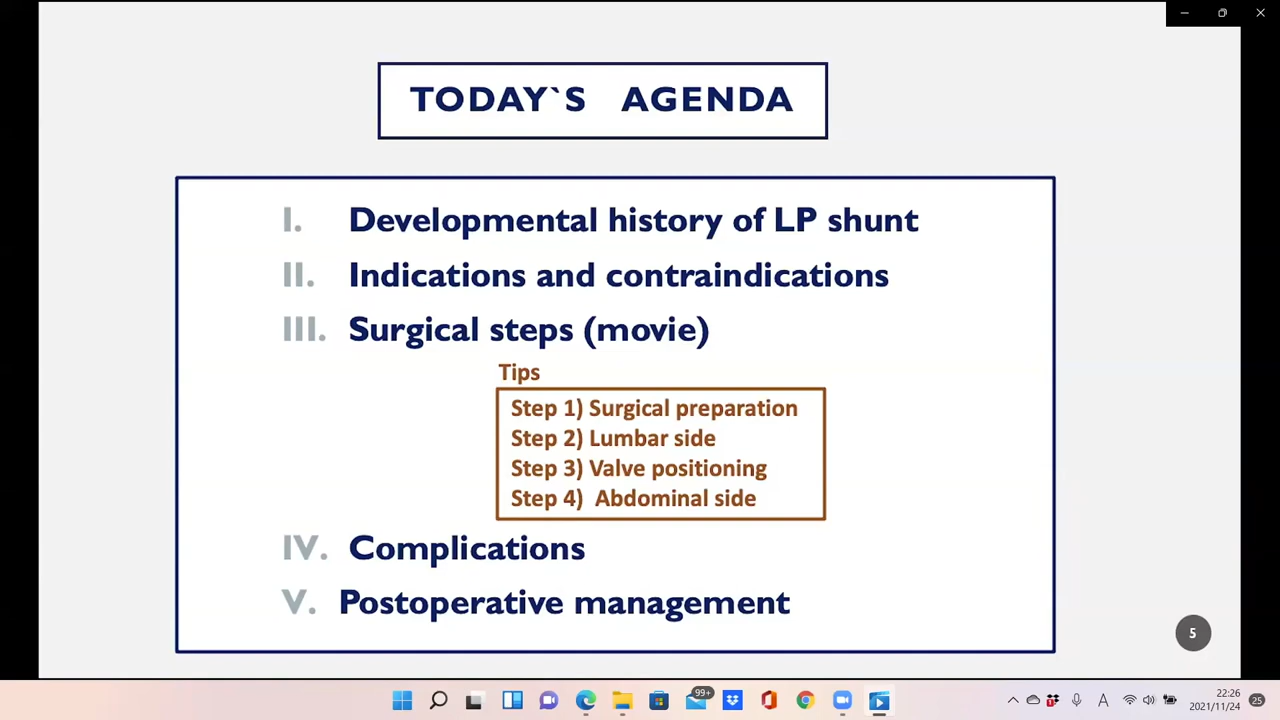 TODAY`S AGENDA
I. Developmental history of LP shunt
II. Indications and contraindications
III. Surgical steps (movie)
Tips
Step 1) Surgical preparation
Step 2) Lumbar side
Step 3) Valve positioning
Step 4) Abdominal side
IV. Complications
V. Postoperative management
5
99+
A
22:26
2021/11/24
25